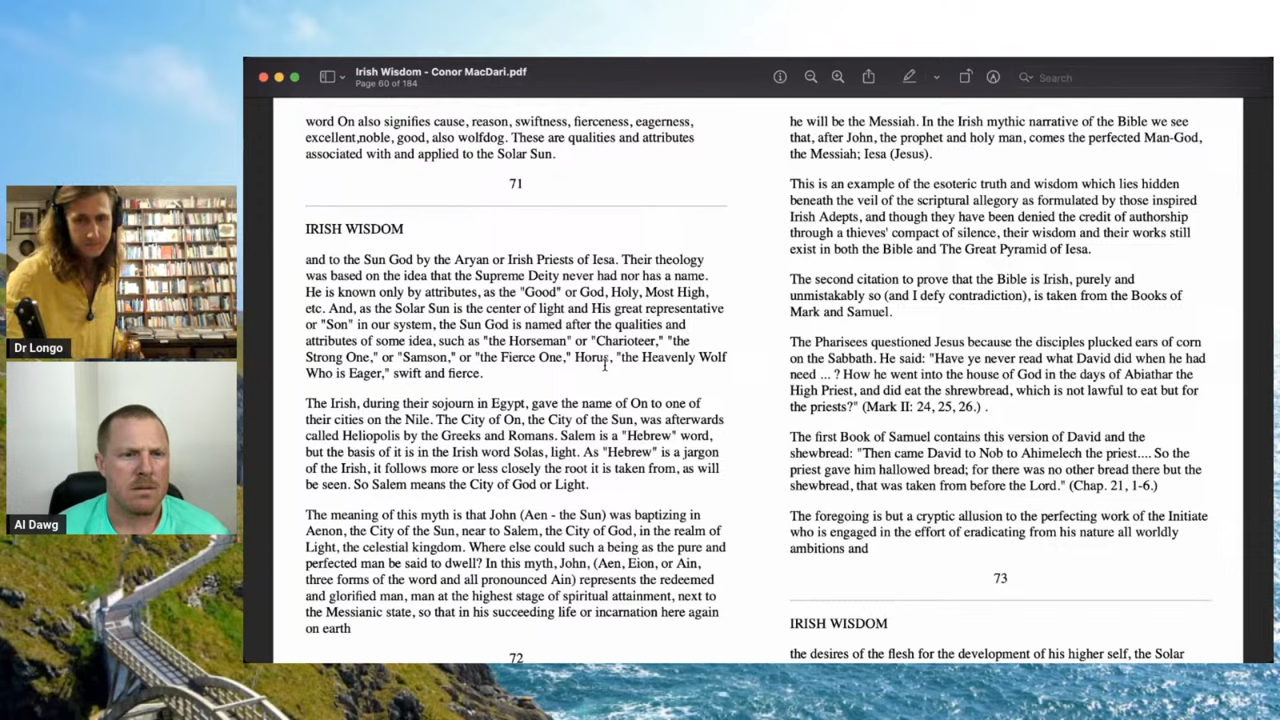 Irish Wisdom - Conor MacDari.pdf
Page 60 of 184
Search
word On also signifies cause, reason, swiftness, fierceness, eagerness,
excellent,noble, good, also wolfdog. These are qualities and attributes
associated with and applied to the Solar Sun.
71
IRISH WISDOM
and to the Sun God by the Aryan or Irish Priests of Iesa. Their theology
was based on the idea that the Supreme Deity never had nor has a name.
He is known only by attributes, as the "Good" or God, Holy, Most High,
etc. And, as the Solar Sun is the center of light and His great representative
or "Son" in our system, the Sun God is named after the qualities and
attributes of some idea, such as "the Horseman" or "Charioteer," "the
Strong One," or "Samson," or "the Fierce One," Horus, "the Heavenly Wolf
Who is Eager," swift and fierce.
The Irish, during their sojourn in Egypt, gave the name of On to one of
their cities on the Nile. The City of On, the City of the Sun, was afterwards
called Heliopolis by the Greeks and Romans. Salem is a "Hebrew" word,
but the basis of it is in the Irish word Solas, light. As "Hebrew" is a jargon
of the Irish, it follows more or less closely the root it is taken from, as will
be seen. So Salem means the City of God or Light.
The meaning of this myth is that John (Aen - the Sun) was baptizing in
Aenon, the City of the Sun, near to Salem, the City of God, in the realm of
Light, the celestial kingdom. Where else could such a being as the pure and
perfected man be said to dwell? In this myth, John, (Aen, Eion, or Ain,
three forms of the word and all pronounced Ain) represents the redeemed
and glorified man, man at the highest stage of spiritual attainment, next to
the Messianic state, so that in his succeeding life or incarnation here again
on earth
72
he will be the Messiah. In the Irish mythic narrative of the Bible we see
that, after John, the prophet and holy man, comes the perfected Man-God,
the Messiah; Iesa (Jesus).
This is an example of the esoteric truth and wisdom which lies hidden
beneath the veil of the scriptural allegory as formulated by those inspired
Irish Adepts, and though they have been denied the credit of authorship
through a thieves' compact of silence, their wisdom and their works still
exist in both the Bible and The Great Pyramid of Iesa.
The second citation to prove that the Bible is Irish, purely and
unmistakably so (and I defy contradiction), is taken from the Books of
Mark and Samuel.
The Pharisees questioned Jesus because the disciples plucked ears of corn
on the Sabbath. He said: "Have ye never read what David did when he had
need ... ? How he went into the house of God in the days of Abiathar the
High Priest, and did eat the shrewbread, which is not lawful to eat but for
the priests?" (Mark II: 24, 25, 26.) .
The first Book of Samuel contains this version of David and the
shewbread: "Then came David to Nob to Ahimelech the priest.... So the
priest gave him hallowed bread; for there was no other bread there but the
shewbread, that was taken from before the Lord." (Chap. 21, 1-6.)
The foregoing is but a cryptic allusion to the perfecting work of the Initiate
who is engaged in the effort of eradicating from his nature all worldly
ambitions and
73
IRISH WISDOM
the desires of the flesh for the development of his higher self, the Solar
Dr Longo
Al Dawg